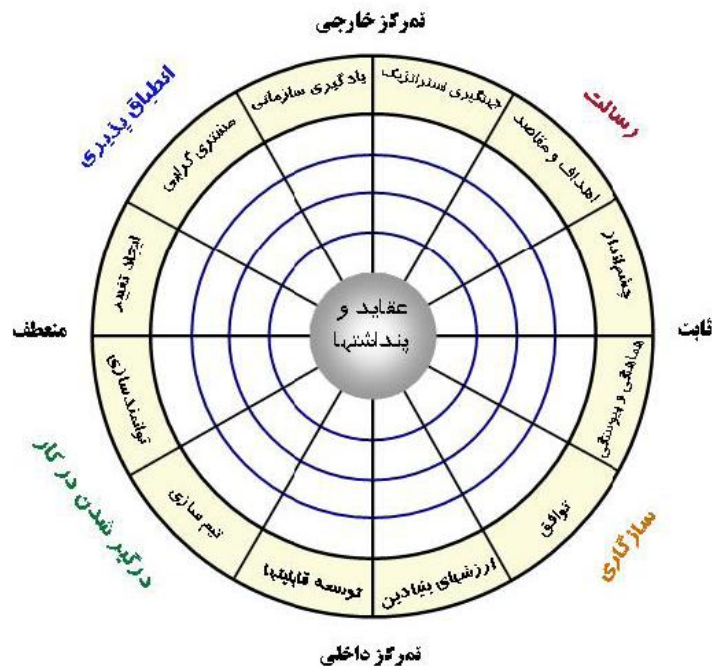 تمرکز خارجی
انطباق پذیری
رسالت
یادگیری سازمانی
جهتگیری استراتژیک
مشتری گرایی
اهداف و مقاصد
ایجاد تغییر
چشم‌انداز
عقاید و
پنداشتها
منعطف
ثابت
توانمندسازی
هماهنگی و پیوستگی
تیم سازی
توافق
توسعه قابلیتها
ارزشهای بنیادین
درگیر شدن در کار
سازگاری
تمرکز داخلی